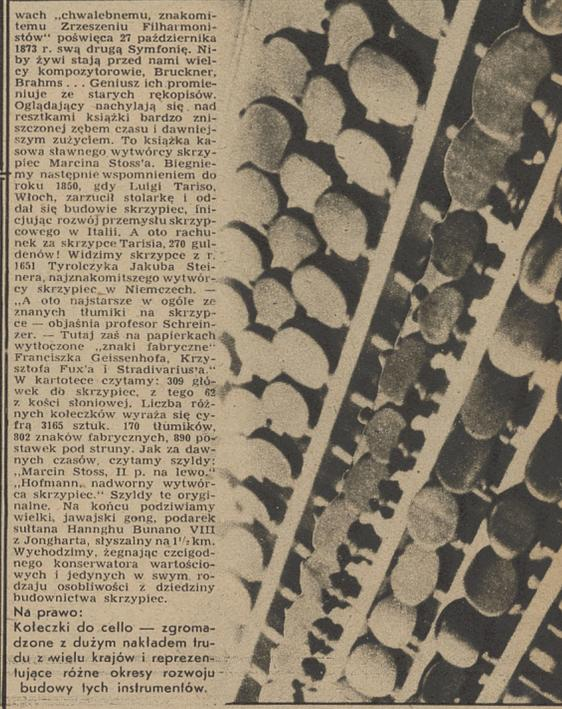 wach „chwalebnemu, znakomi-
temu Zrzeszeniu Filharmoni-
stów" poświęca 27 października
1873 r. swą drugą Symfonię. Ni-
by żywi stają przed nami wiel-
cy kompozytorowie, Bruckner,
Brahms . . . Geniusz ich promie-
niuje ze starych rękopisów.
Oglądający nachylają się nad
resztkami książki bardzo zni-
szczonej zębem czasu i dawniej-
szym zużyciem. To książka ka-
sowa sławnego wytwórcy skrzy-
piec Marcina Stoss'a. Biegnie-
my następnie wspomnieniem do
roku 1850, gdy Luigi Tariso,
Włoch, zarzucił stolarkę i od-
dał się budowie skrzypiec, ini-
cjując rozwój przemysłu skrzyp-
cowego w Italii. A oto rachu-
nek za skrzypce Tarisia, 270 gul-
denów! Widzimy skrzypce z r.
1651 Tyrolczyka Jakuba Stei-
nera, najznakomitszego wytwór-
cy skrzypiec w Niemczech. —
„A oto najstarsze w ogóle ze
znanych tłumiki na skrzyp-
ce — objaśnia profesor Schrein-
zer. — Tutaj zaś na papierkach
wytłoczone „znaki fabryczne"
Franciszka Geissenhofa, Krzy-
sztofa Fux'a i Stradivarius'a."
W kartotece czytamy: 309 głó-
wek do skrzypiec, z tego 62
z kości słoniowej. Liczba róż-
nych kołeczków wyraża się cy-
frą 3165 sztuk. 170 tłumików,
802 znaków fabrycznych, 890 po-
stawek pod struny. Jak za daw-
nych czasów, czytamy szyldy:
„Marcin Stoss, II p. na lewo."
„Hofmann, nadworny wytwór-
ca skrzypiec." Szyldy te orygi-
nalne. Na końcu podziwiamy
wielki, jawajski gong, podarek
sułtana Hannghu Bunano VIII
z Jongharta, słyszalny na 1½ km.
Wychodzimy, żegnając czcigod-
nego konserwatora wartościo-
wych i jedynych w swym ro-
dzaju osobliwości z dziedziny
budownictwa skrzypiec.
Na prawo:
Kołeczki do cello — zgroma-
dzone z dużym nakładem tru-
du z wielu krajów i reprezen-
tujące różne okresy rozwoju
budowy tych instrumentów.